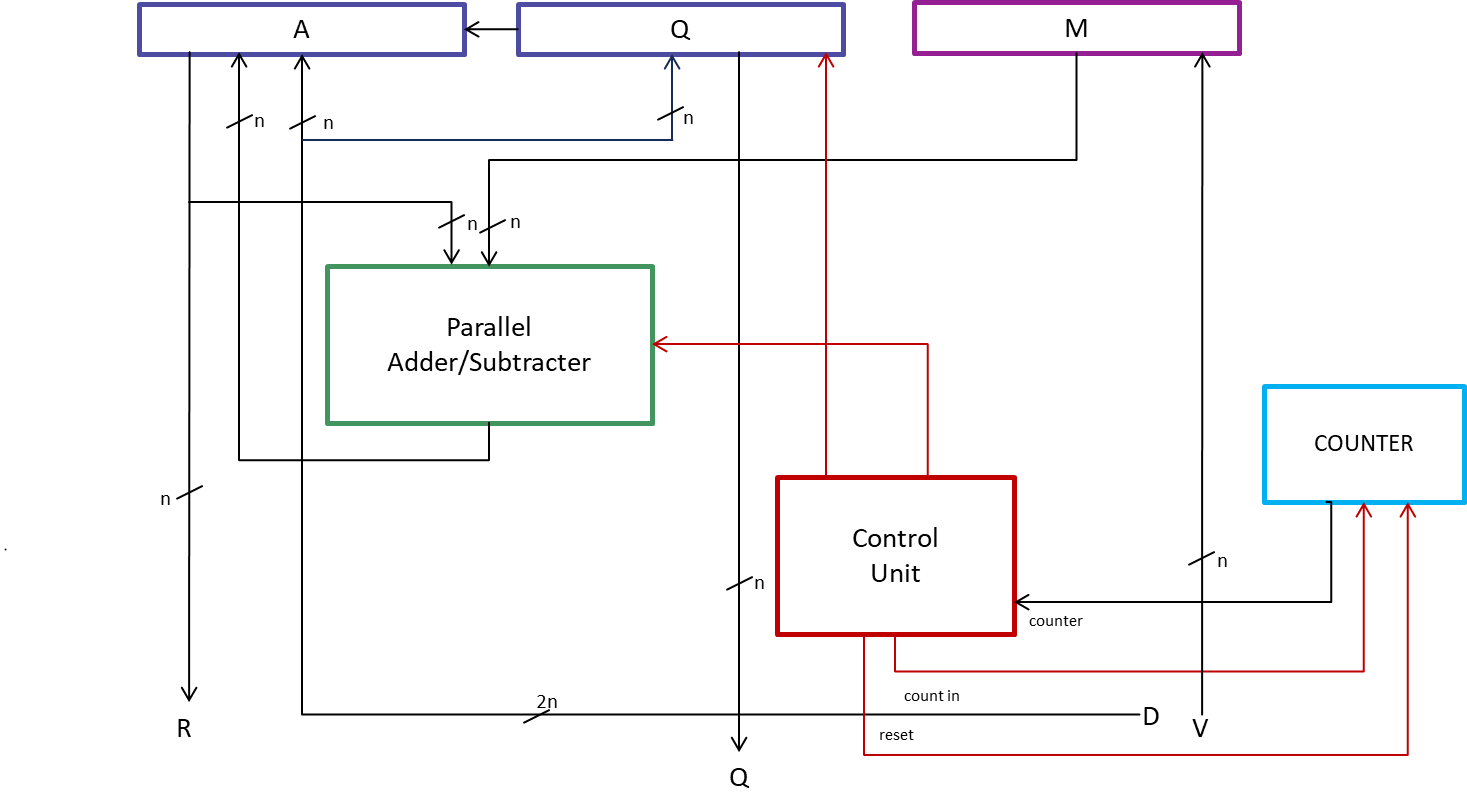 A
Q
M
n
n
n
n
n
Parallel
Adder/Subtracter
COUNTER
n
Control
Unit
n
n
counter
2n
count in
D
R
V
reset
Q